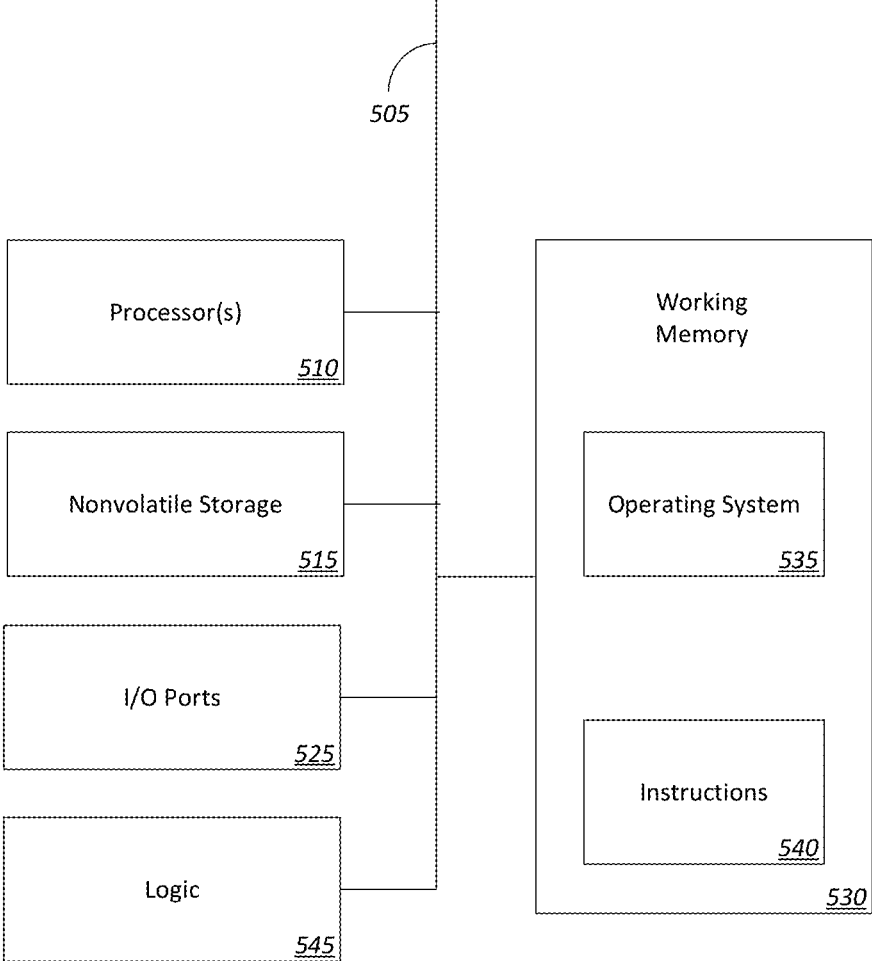 505
Processor(s)
510
Nonvolatile Storage
515
I/O Ports
525
Logic
545
Working
Memory
Operating System
535
Instructions
540
530